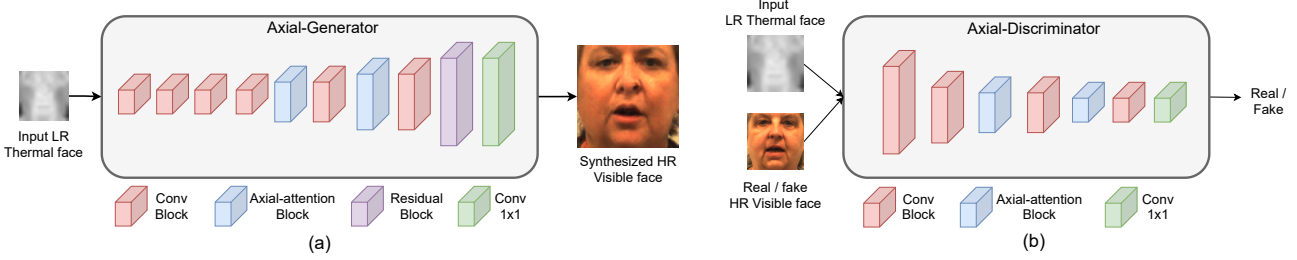 Axial-Generator
Input LR
Thermal face
Synthesized HR
Visible face
Conv
Block
Axial-attention
Block
Residual
Block
Conv
1x1
(a)
Input
LR Thermal face
Axial-Discriminator
Real / fake
HR Visible face
Real /
Fake
Conv
Block
Axial-attention
Block
Conv
1x1
(b)